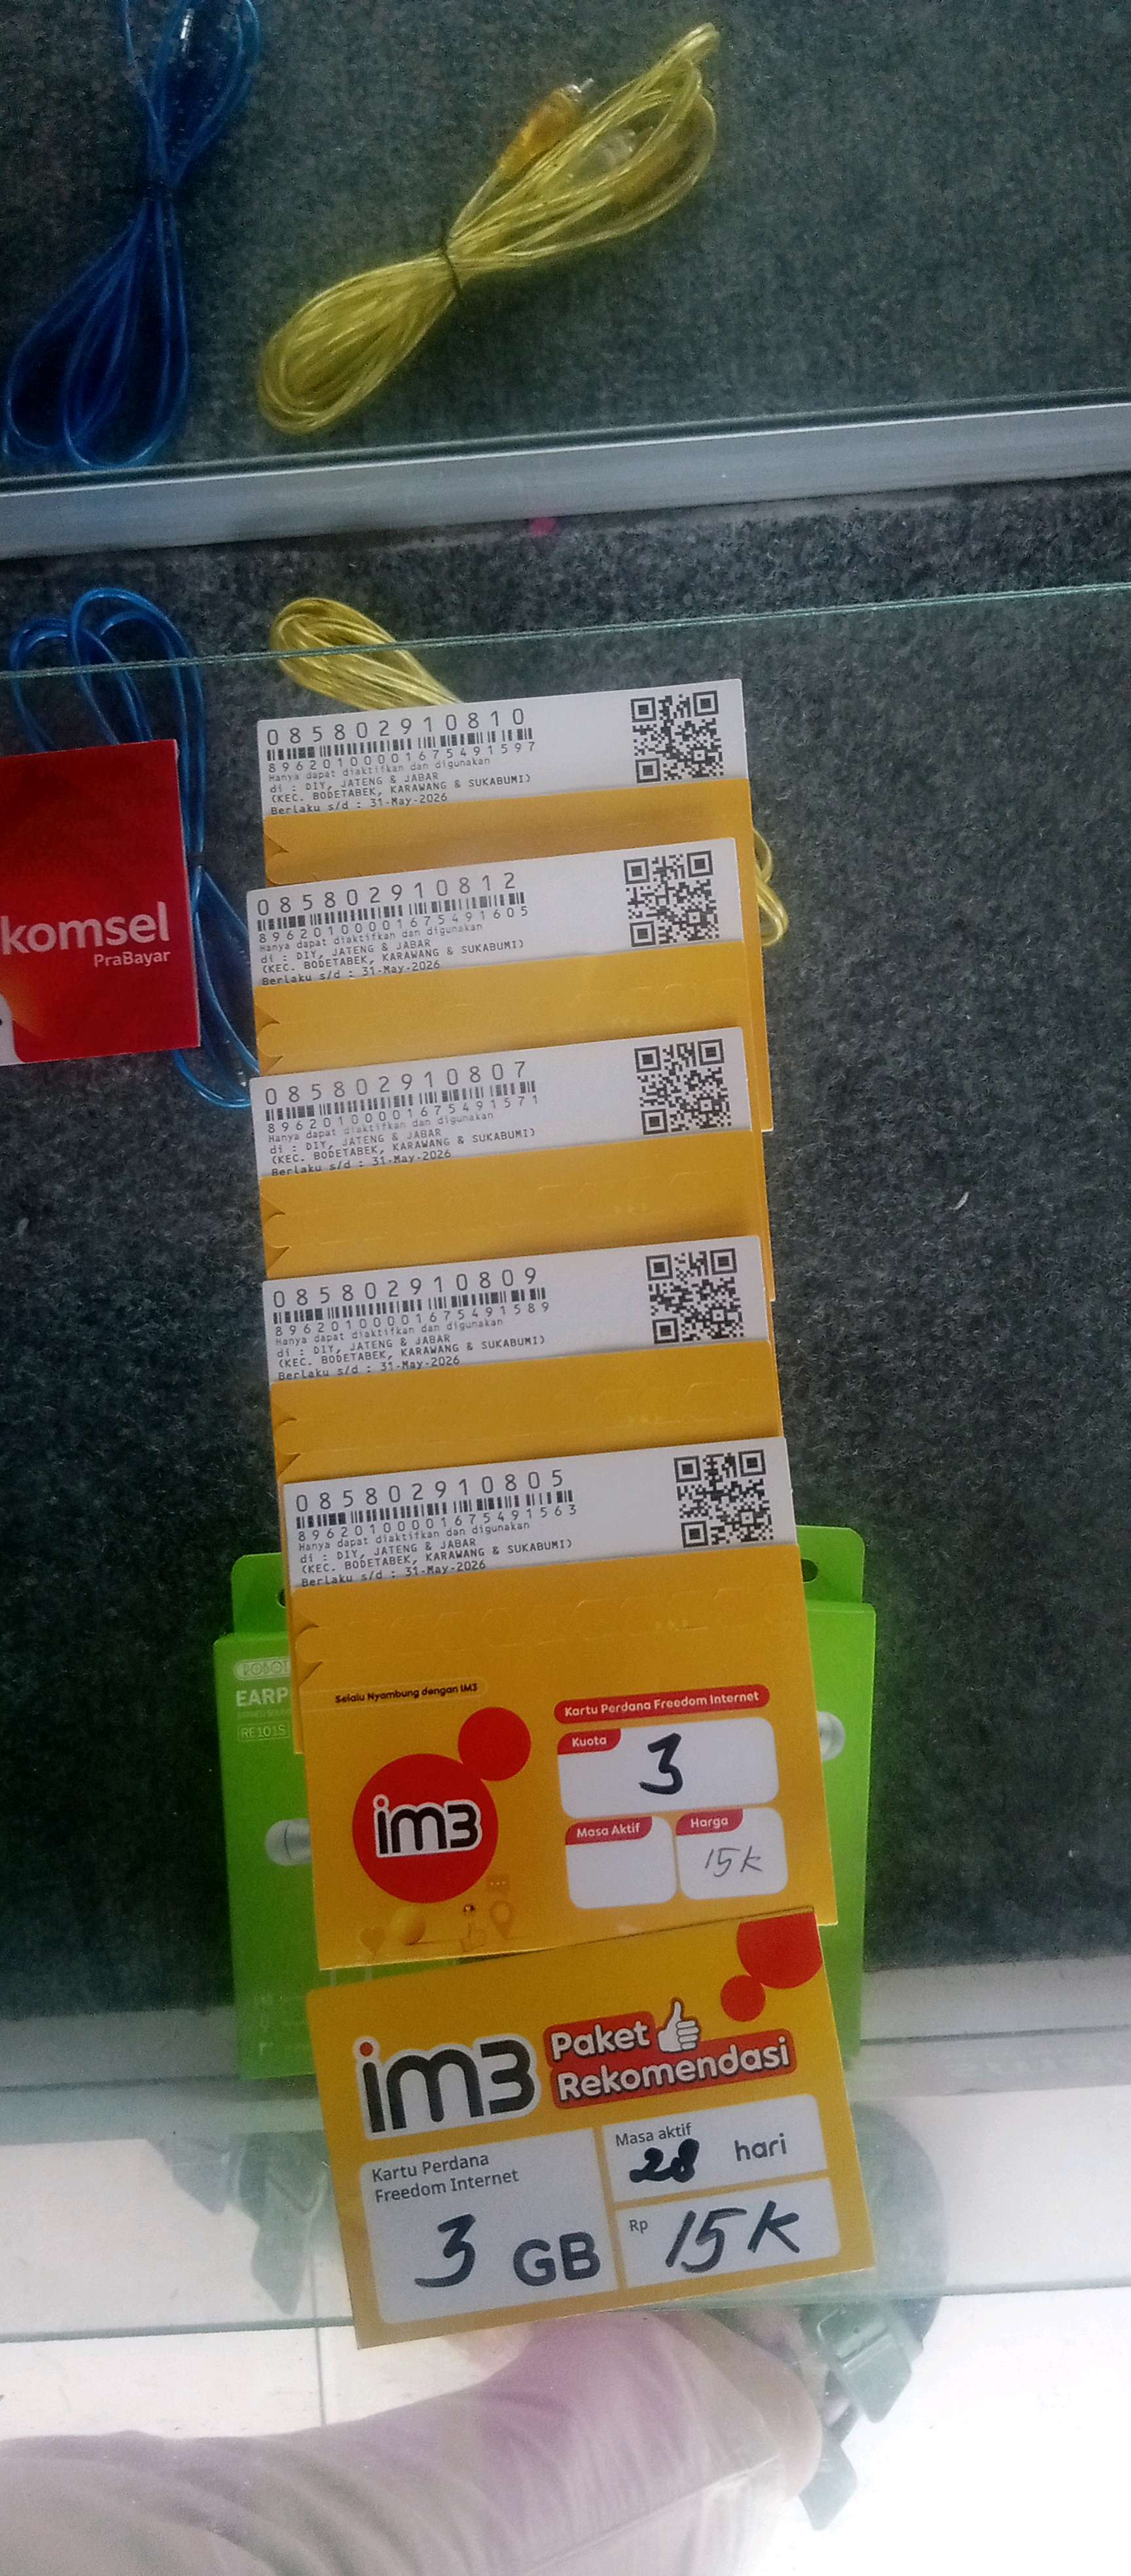 085802910810
89620100001675491597
Hanya dapat diaktifkan dan digunakan
di : DIY, JATENG & JABAR
(KEC. BODETABEK, KARAWANG & SUKABUMI)
Berlaku s/d : 31-May-2026
komsel
PraBayar
085802910812
89620100001675491605
Hanya dapat diaktifkan dan digunakan
di : DIY, JATENG & JABAR
(KEC. BODETABEK, KARAWANG & SUKABUMI)
Berlaku s/d : 31-May-2026
085802910807
89620100001675491571
Hanya dapat diaktifkan dan digunakan
di : DIY, JATENG & JABAR
(KEC. BODETABEK, KARAWANG & SUKABUMI)
Berlaku s/d : 31-May-2026
085802910809
89620100001675491589
Hanya dapat diaktifkan dan digunakan
di : DIY, JATENG & JABAR
(KEC. BODETABEK, KARAWANG & SUKABUMI)
Berlaku s/d : 31-May-2026
085802910805
89620100001675491563
Hanya dapat diaktifkan dan digunakan
di : DIY, JATENG & JABAR
(KEC. BODETABEK, KARAWANG & SUKABUMI)
Berlaku s/d : 31-May-2026
ROBOT
EARP
RE101S
Selalu Nyambung dengan IM3
im3
Kartu Perdana Freedom Internet
Kuota
3
Masa Aktif
Harga
15K
im3 Paket
Rekomendasi
Kartu Perdana
Freedom Internet
3 GB
Masa aktif
28 hari
Rp 15K